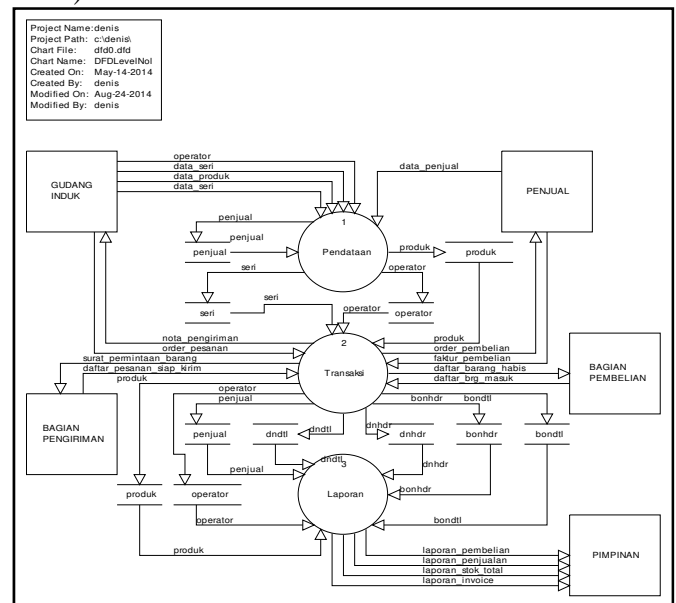 Project Name: denis
Project Path: c:\denis\
Chart File: dfd0.dfd
Chart Name: DFDLevelNol
Created On: May-14-2014
Created By: denis
Modified On: Aug-24-2014
Modified By: denis
operator
data_seri
data_produk
data_seri
data_penjual
GUDANG
INDUK
PENJUAL
1
Pendataan
penjual
penjual
penjual
produk
produk
seri
operator
seri
seri
operator
operator
nota_pengiriman
order_pesanan
surat_permintaan_barang
daftar_pesanan_siap_kirim
produk
2
Transaksi
produk
order_pembelian
faktur_pembelian
daftar_barang_habis
daftar_brg_masuk
BAGIAN
PEMBELIAN
BAGIAN
PENGIRIMAN
operator
penjual
bonhdr
bondtl
dndtl
dnhdr
penjual
dndtl
dnhdr
bonhdr
bondtl
dndtl
dnhdr
3
Laporan
penjual
bonhdr
produk
operator
operator
bondtl
produk
laporan_pembelian
laporan_penjualan
laporan_stok_total
laporan_invoice
PIMPINAN